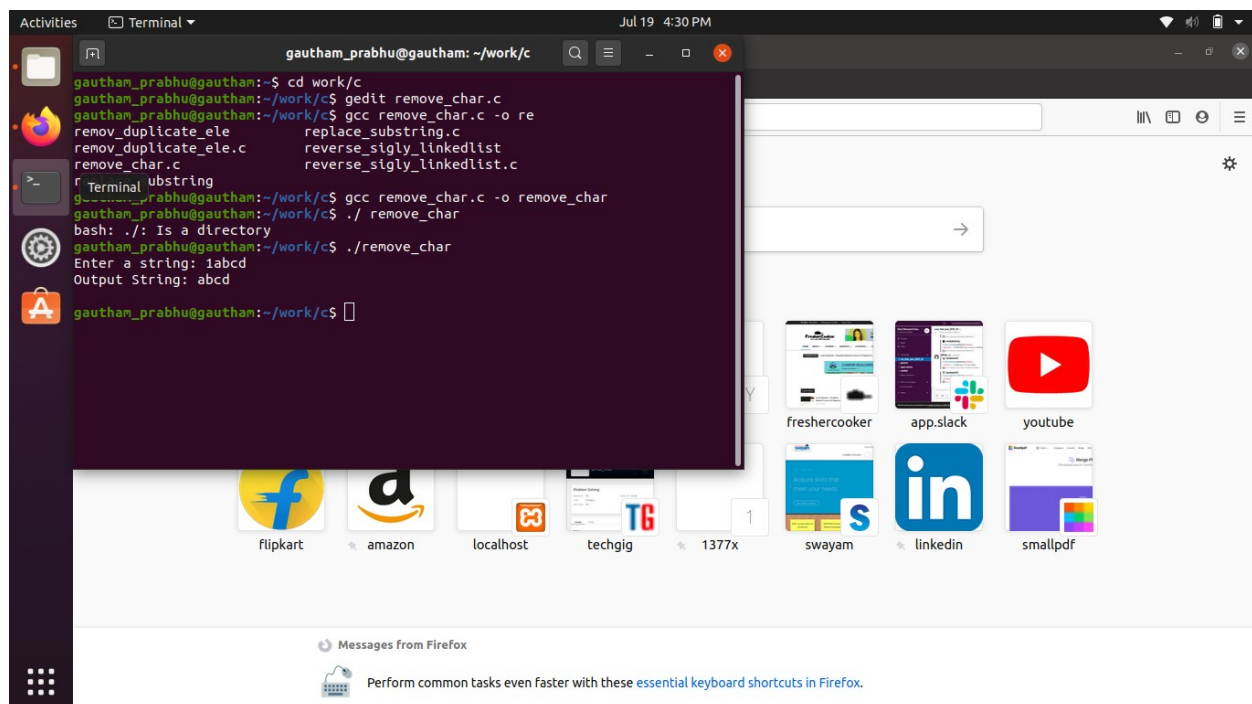 Activities
Terminal
Jul 19 4:30 PM
gautham_prabhu@gautham: ~/work/c
gautham_prabhu@gautham:~$ cd work/c
gautham_prabhu@gautham:~/work/c$ gedit remove_char.c
gautham_prabhu@gautham:~/work/c$ gcc remove_char.c -o re
remov_duplicate_ele replace_substring.c
remov_duplicate_ele.c reverse_sigly_linkedlist
remove_char.c reverse_sigly_linkedlist.c
ubstring
Terminal
gautham_prabhu@gautham:~/work/c$ gcc remove_char.c -o remove_char
gautham_prabhu@gautham:~/work/c$ ./ remove_char
bash: ./: Is a directory
gautham_prabhu@gautham:~/work/c$ ./remove_char
Enter a string: 1abcd
Output String: abcd
gautham_prabhu@gautham:~/work/c$
Y
freshercooker
app.slack
youtube
a
in
TG
1
S
flipkart
amazon
localhost
techgig
1377x
swayam
linkedin
smallpdf
Messages from Firefox
Perform common tasks even faster with these essential keyboard shortcuts in Firefox.